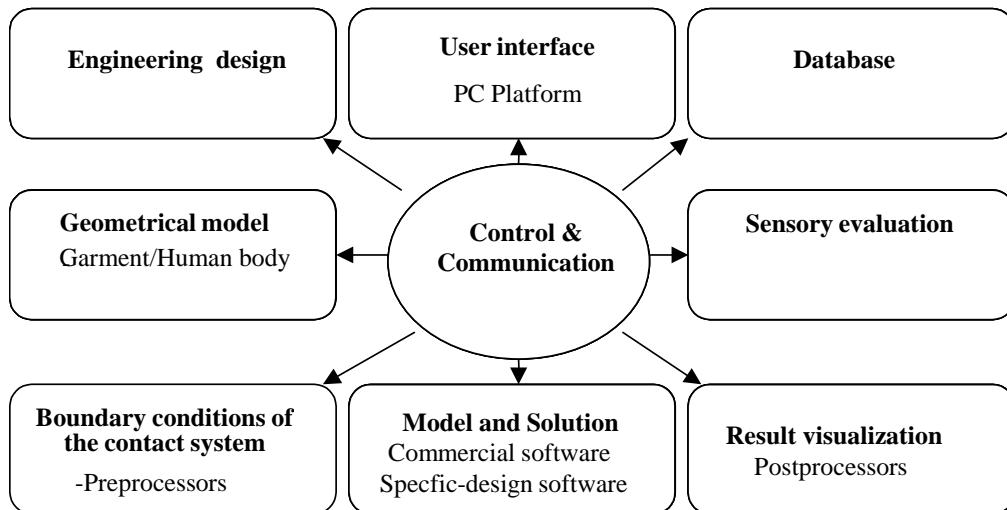 Engineering design
User interface
PC Platform
Database
Geometrical model
Garment/Human body
Control &
Communication
Sensory evaluation
Boundary conditions of
the contact system
-Preprocessors
Model and Solution
Commercial software
Specfic-design software
Result visualization
Postprocessors